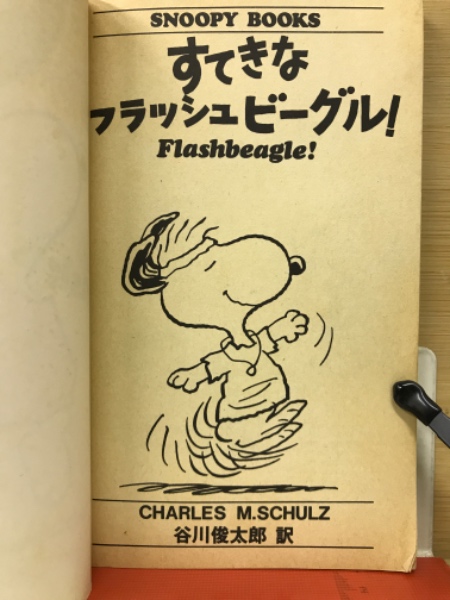 SNOOPY BOOKS
すてきな
フラッシュビーグル!
Flashbeagle!
CHARLES M.SCHULZ
谷川俊太郎 訳